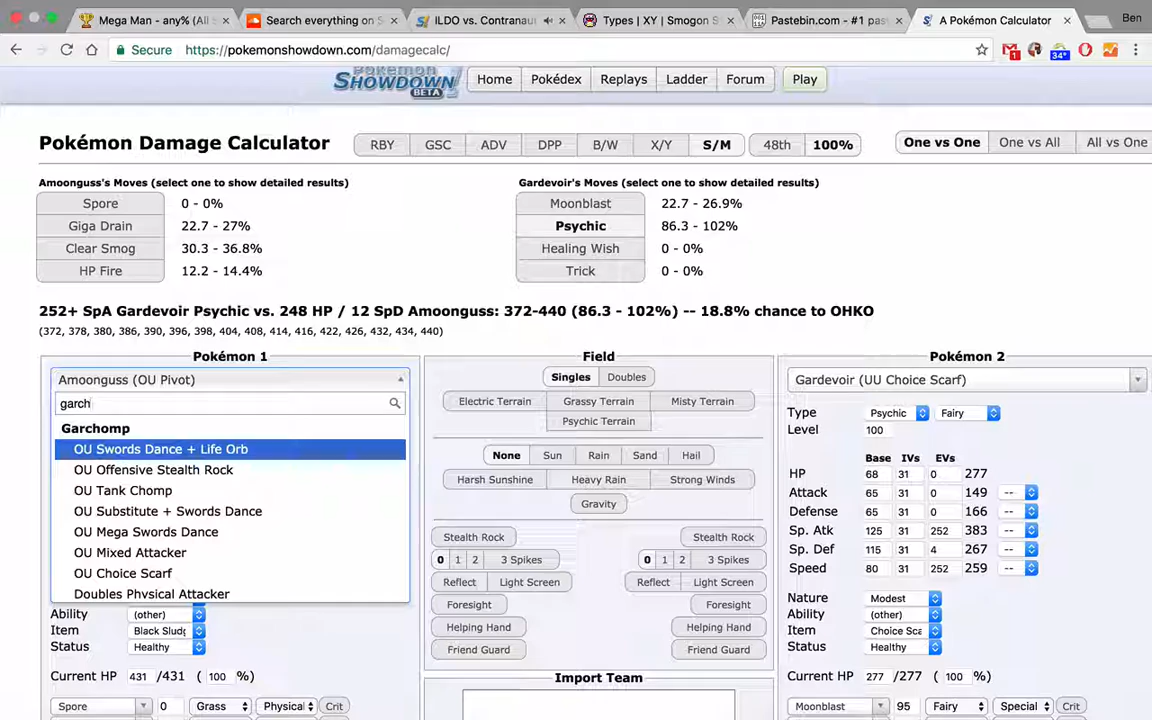 Mega Man - any% (All S
Search everything on S
ILDO vs. Contranau
Types | XY | Smogon S
Pastebin.com - #1 pas
A Pokémon Calculator
Ben
Secure https://pokemonshowdown.com/damagecalc/
1
34°
POKÉMON SHOWDOWN BETA
Home Pokédex Replays Ladder Forum Play
Pokémon Damage Calculator RBY GSC ADV DPP B/W X/Y S/M 48th 100% One vs One One vs All All vs One
Amoonguss's Moves (select one to show detailed results) Gardevoir's Moves (select one to show detailed results)
Spore 0 - 0% Moonblast 22.7 - 26.9%
Giga Drain 22.7 - 27% Psychic 86.3 - 102%
Clear Smog 30.3 - 36.8% Healing Wish 0 - 0%
HP Fire 12.2 - 14.4% Trick 0 - 0%
252+ SpA Gardevoir Psychic vs. 248 HP / 12 SpD Amoonguss: 372-440 (86.3 - 102%) -- 18.8% chance to OHKO
(372, 378, 380, 386, 390, 396, 398, 404, 408, 414, 416, 422, 426, 432, 434, 440)
Pokémon 1
Amoonguss (OU Pivot)
garch
Garchomp
OU Swords Dance + Life Orb
OU Offensive Stealth Rock
OU Tank Chomp
OU Substitute + Swords Dance
OU Mega Swords Dance
OU Mixed Attacker
OU Choice Scarf
Doubles Physical Attacker
Ability (other)
Item Black Sludg
Status Healthy
Current HP 431 /431 ( 100 %)
Spore 0 Grass Physical Crit
Field
Singles Doubles
Electric Terrain Grassy Terrain Misty Terrain
Psychic Terrain
None Sun Rain Sand Hail
Harsh Sunshine Heavy Rain Strong Winds
Gravity
Stealth Rock Stealth Rock
0 1 2 3 Spikes 0 1 2 3 Spikes
Reflect Light Screen Reflect Light Screen
Foresight Foresight
Helping Hand Helping Hand
Friend Guard Friend Guard
Import Team
Pokémon 2
Gardevoir (UU Choice Scarf)
Type Psychic Fairy
Level 100
Base IVs EVs
HP 68 31 0 277
Attack 65 31 0 149 --
Defense 65 31 0 166 --
Sp. Atk 125 31 252 383 --
Sp. Def 115 31 4 267 --
Speed 80 31 252 259 --
Nature Modest
Ability (other)
Item Choice Sca
Status Healthy
Current HP 277 /277 ( 100 %)
Moonblast 95 Fairy Special Crit